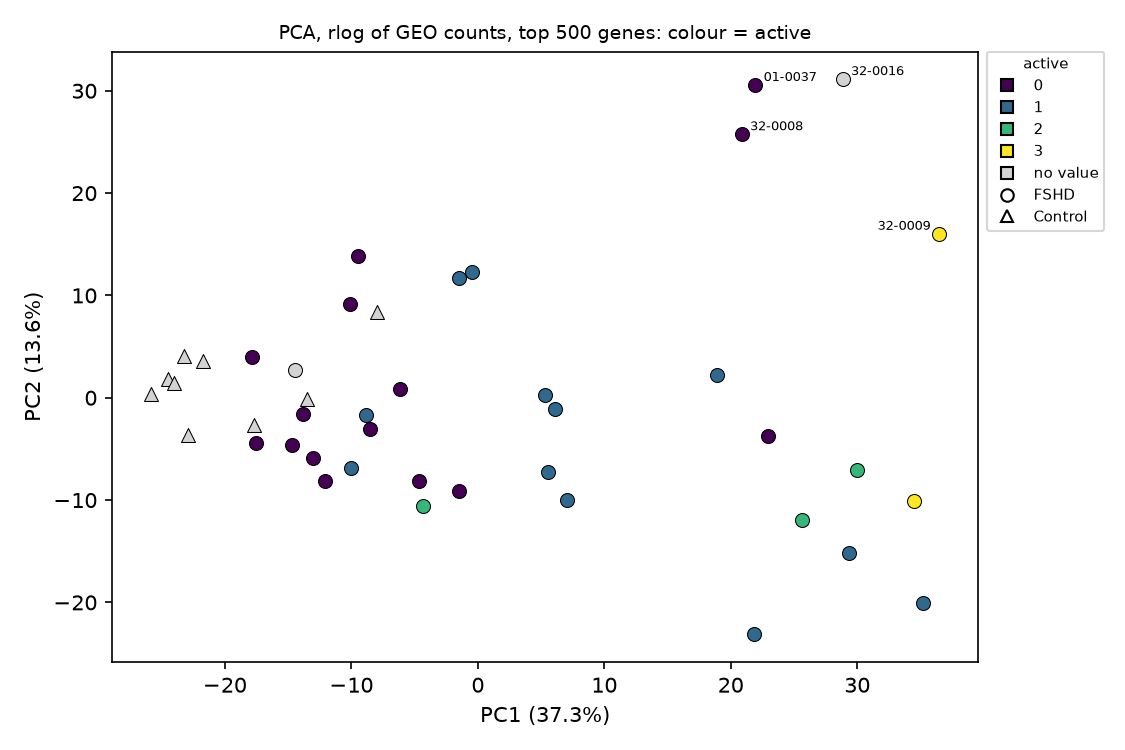 PCA, rlog of GEO counts, top 500 genes: colour = active
01-0037
32-0016
32-0008
32-0009
active
0
1
2
3
no value
FSHD
Control
PC2 (13.6%)
30
20
10
0
−10
−20
−20 −10 0 10 20 30
PC1 (37.3%)